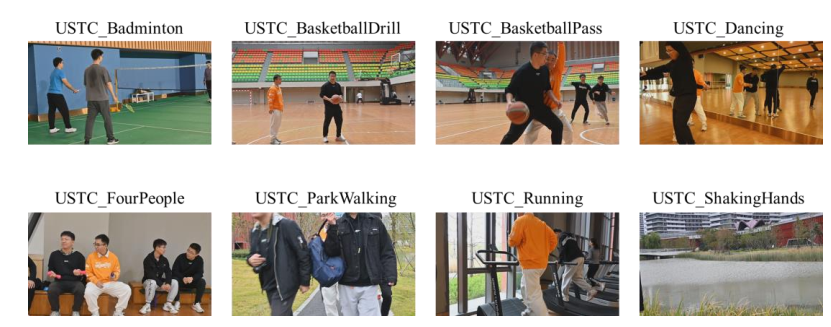 USTC_Badminton
USTC_BasketballDrill
USTC_BasketballPass
USTC_Dancing
USTC_FourPeople
USTC_ParkWalking
USTC_Running
USTC_ShakingHands